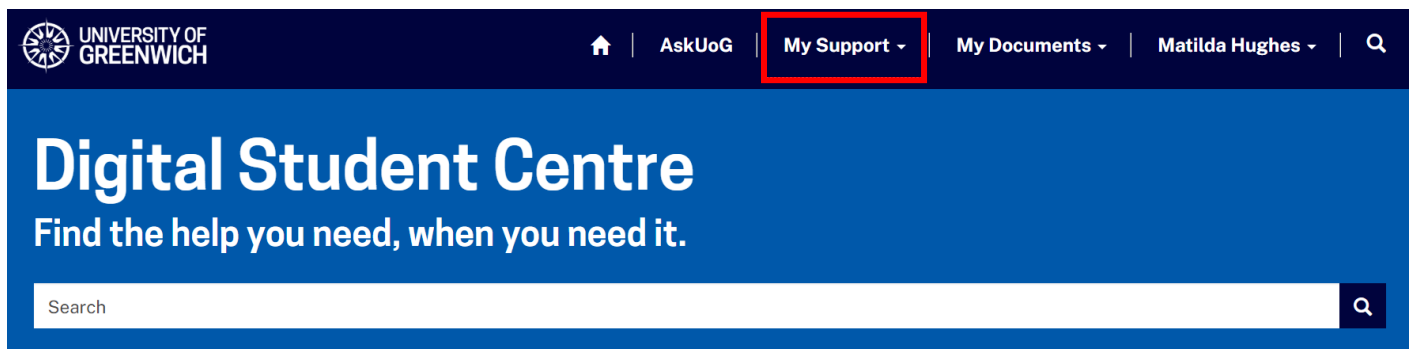 UNIVERSITY OF
GREENWICH
AskUoG
My Support
My Documents
Matilda Hughes
Digital Student Centre
Find the help you need, when you need it.
Search